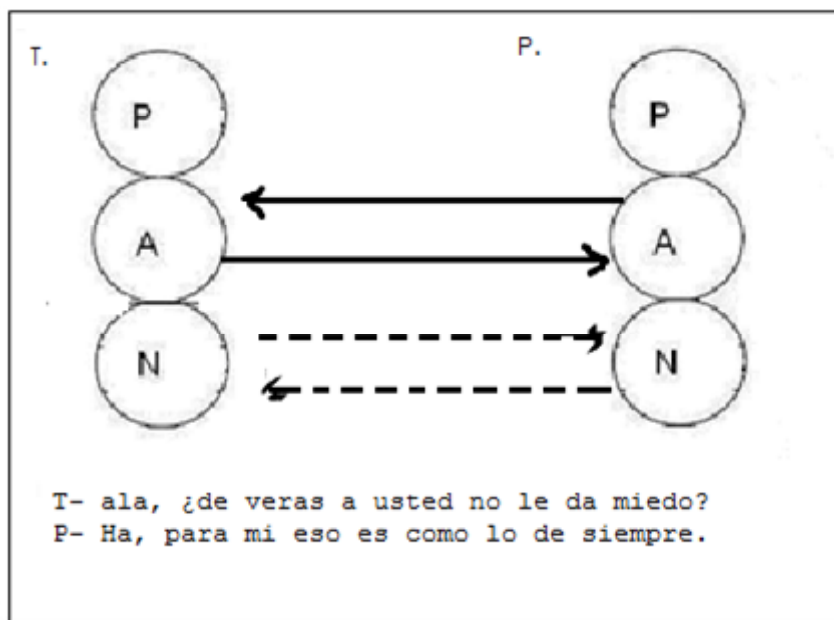 T. P.
P P
A A
N N
T- ala, ¿de veras a usted no le da miedo?
P- Ha, para mi eso es como lo de siempre.